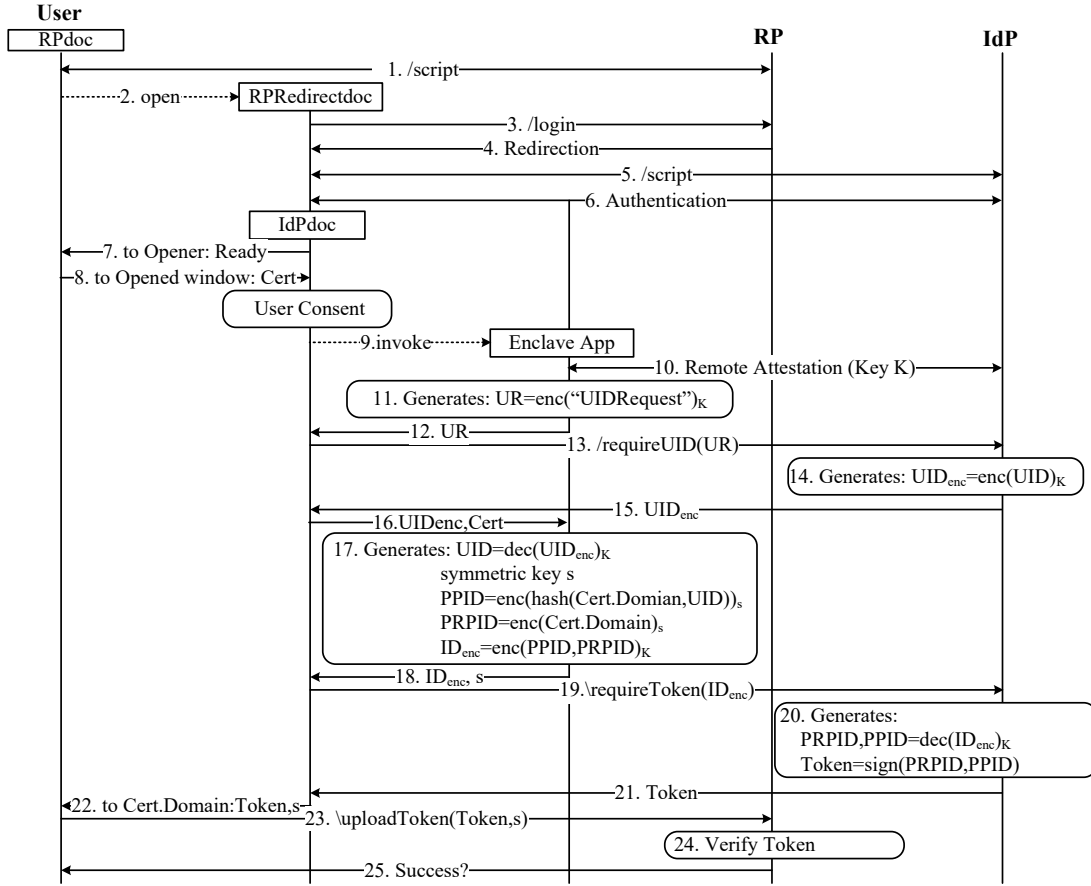 User
RPdoc
RP
IdP
1. /script
2. open
RPRedirectdoc
3. /login
4. Redirection
5. /script
6. Authentication
IdPdoc
7. to Opener: Ready
8. to Opened window: Cert
User Consent
9.invoke
Enclave App
10. Remote Attestation (Key K)
11. Generates: UR=enc(“UIDRequest”)K
12. UR
13. /requireUID(UR)
14. Generates: UIDenc=enc(UID)K
15. UIDenc
16.UIDenc,Cert
17. Generates: UID=dec(UIDenc)K
symmetric key s
PPID=enc(hash(Cert.Domian,UID))s
PRPID=enc(Cert.Domain)s
IDenc=enc(PPID,PRPID)K
18. IDenc, s
19.\requireToken(IDenc)
20. Generates:
PRPID,PPID=dec(IDenc)K
Token=sign(PRPID,PPID)
21. Token
22. to Cert.Domain:Token,s
23. \uploadToken(Token,s)
24. Verify Token
25. Success?